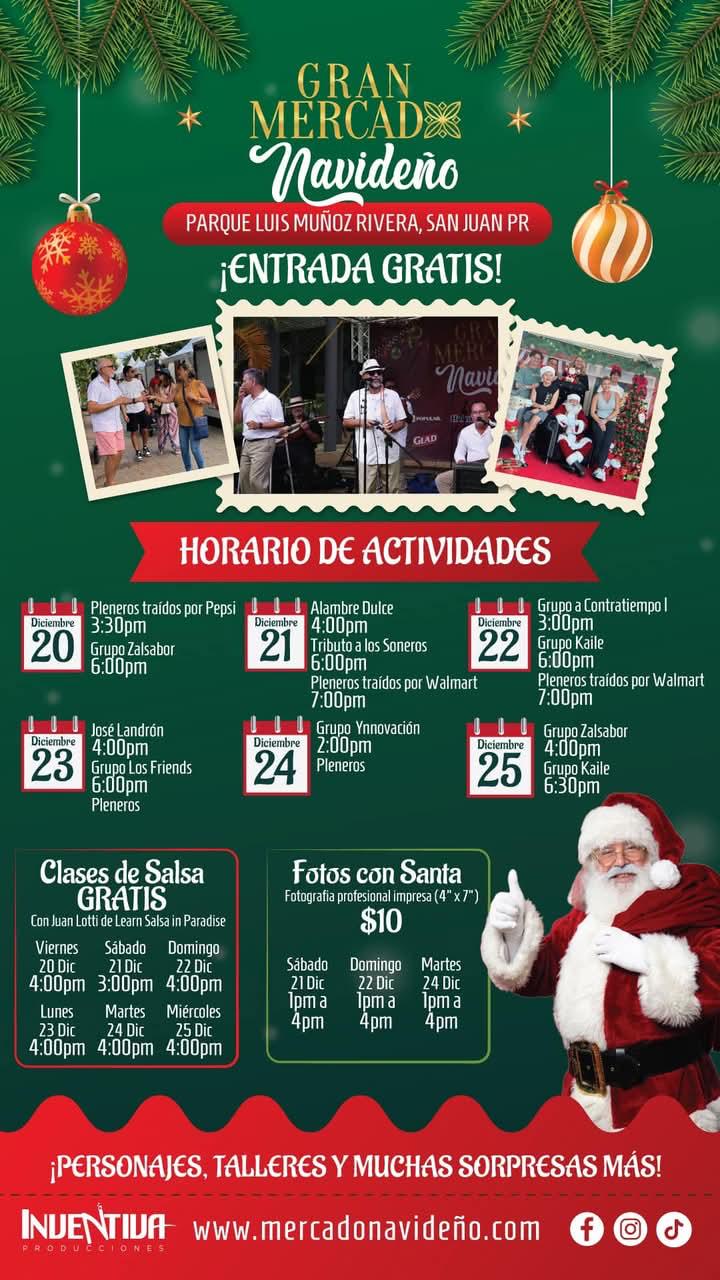 GRAN
MERCADO
Navideño
PARQUE LUIS MUÑOZ RIVERA, SAN JUAN PR
¡ENTRADA GRATIS!
GRAN
MERC
Navid
POPULAR
GLAD
HORARIO DE ACTIVIDADES
Diciembre
20
Pleneros traídos por Pepsi
3:30pm
Grupo Zalsabor
6:00pm
Diciembre
21
Alambre Dulce
4:00pm
Tributo a los Soneros
6:00pm
Pleneros traídos por Walmart
7:00pm
Diciembre
22
Grupo a Contratiempo I
3:00pm
Grupo Kaile
6:00pm
Pleneros traídos por Walmart
7:00pm
Diciembre
23
José Landrón
4:00pm
Grupo Los Friends
6:00pm
Pleneros
Diciembre
24
Grupo Ynnovación
2:00pm
Pleneros
Diciembre
25
Grupo Zalsabor
4:00pm
Grupo Kaile
6:30pm
Clases de Salsa
GRATIS
Con Juan Lotti de Learn Salsa in Paradise
Viernes
20 Dic
4:00pm
Sábado
21 Dic
3:00pm
Domingo
22 Dic
4:00pm
Lunes
23 Dic
4:00pm
Martes
24 Dic
4:00pm
Miércoles
25 Dic
4:00pm
Fotos con Santa
Fotografia profesional impresa (4" x 7")
$10
Sábado
21 Dic
1pm a
4pm
Domingo
22 Dic
1pm a
4pm
Martes
24 Dic
1pm a
4pm
¡PERSONAJES, TALLERES Y MUCHAS SORPRESAS MÁS!
INVENTIVA
PRODUCCIONES
www.mercadonavideño.com